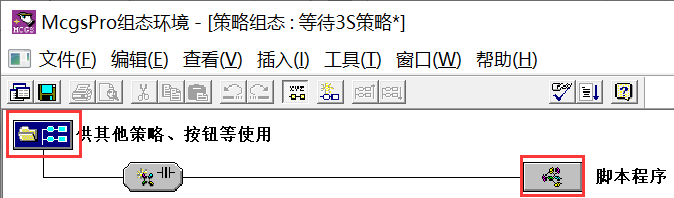 McgsPro组态环境 - [策略组态 : 等待3S策略*]
文件(F) 编辑(E) 查看(V) 插入(I) 工具(T) 窗口(W) 帮助(H)
供其他策略、按钮等使用
脚本程序